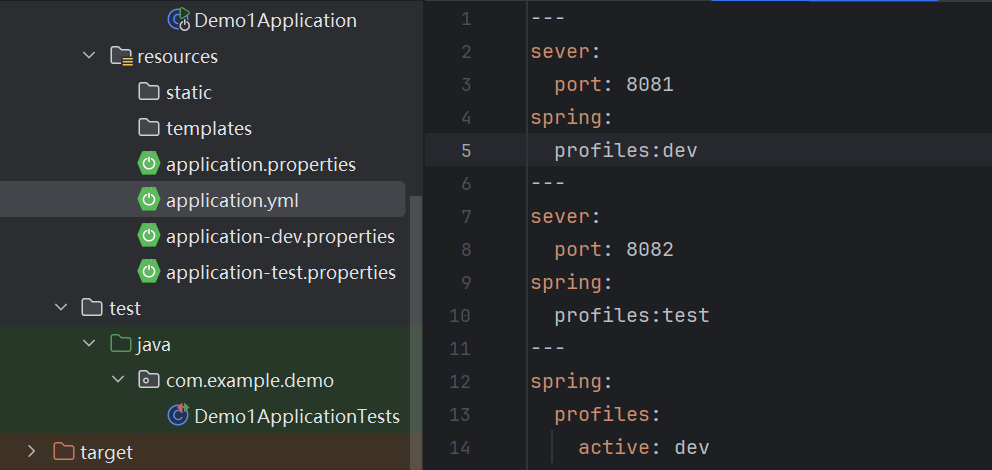 Demo1Application
resources
static
templates
application.properties
application.yml
application-dev.properties
application-test.properties
test
java
com.example.demo
Demo1ApplicationTests
target
1 ---
2 sever:
3 port: 8081
4 spring:
5 profiles:dev
6 ---
7 sever:
8 port: 8082
9 spring:
10 profiles:test
11 ---
12 spring:
13 profiles:
14 active: dev